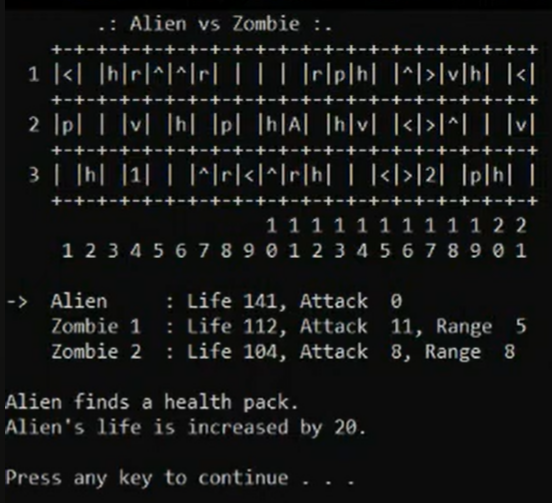 .: Alien vs Zombie :.
+-+-+-+-+-+-+-+-+-+-+-+-+-+-+-+-+-+-+-+-+-+
1 |<| |h|r|^|^|r| | | | |r|p|h| |^|>|v|h| |<|
+-+-+-+-+-+-+-+-+-+-+-+-+-+-+-+-+-+-+-+-+-+
2 |p| | |v| |h| |p| |h|A| |h|v| |<|>|^| | |v|
+-+-+-+-+-+-+-+-+-+-+-+-+-+-+-+-+-+-+-+-+-+
3 | |h| |1| | |^|r|<|^|r|h| | |<|>|2| |p|h| |
+-+-+-+-+-+-+-+-+-+-+-+-+-+-+-+-+-+-+-+-+-+
1 1 1 1 1 1 1 1 1 1 2 2
1 2 3 4 5 6 7 8 9 0 1 2 3 4 5 6 7 8 9 0 1
-> Alien : Life 141, Attack 0
Zombie 1 : Life 112, Attack 11, Range 5
Zombie 2 : Life 104, Attack 8, Range 8
Alien finds a health pack.
Alien's life is increased by 20.
Press any key to continue . . .